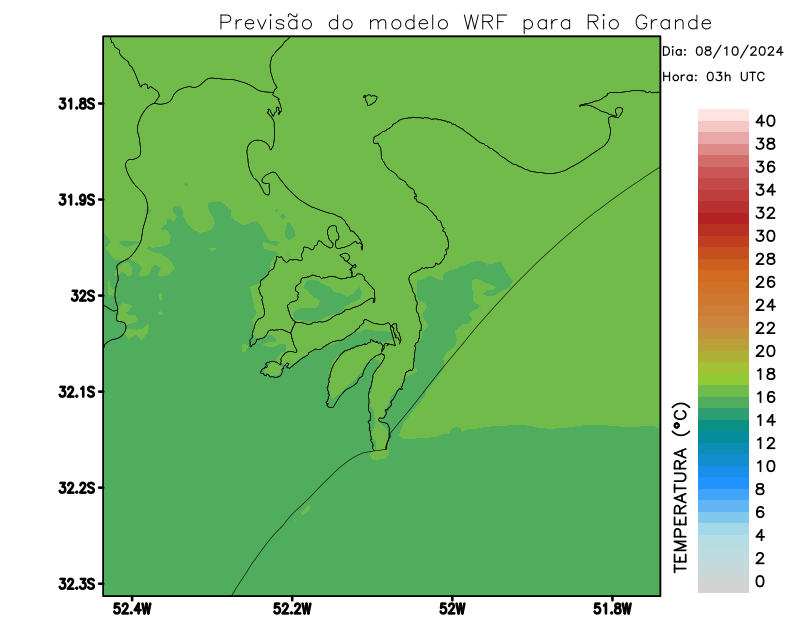 Previsão do modelo WRF para Rio Grande
Dia: 08/10/2024
Hora: 03h UTC
31.8S
31.9S
32S
32.1S
32.2S
32.3S
52.4W
52.2W
52W
51.8W
TEMPERATURA (°C)
40
38
36
34
32
30
28
26
24
22
20
18
16
14
12
10
8
6
4
2
0